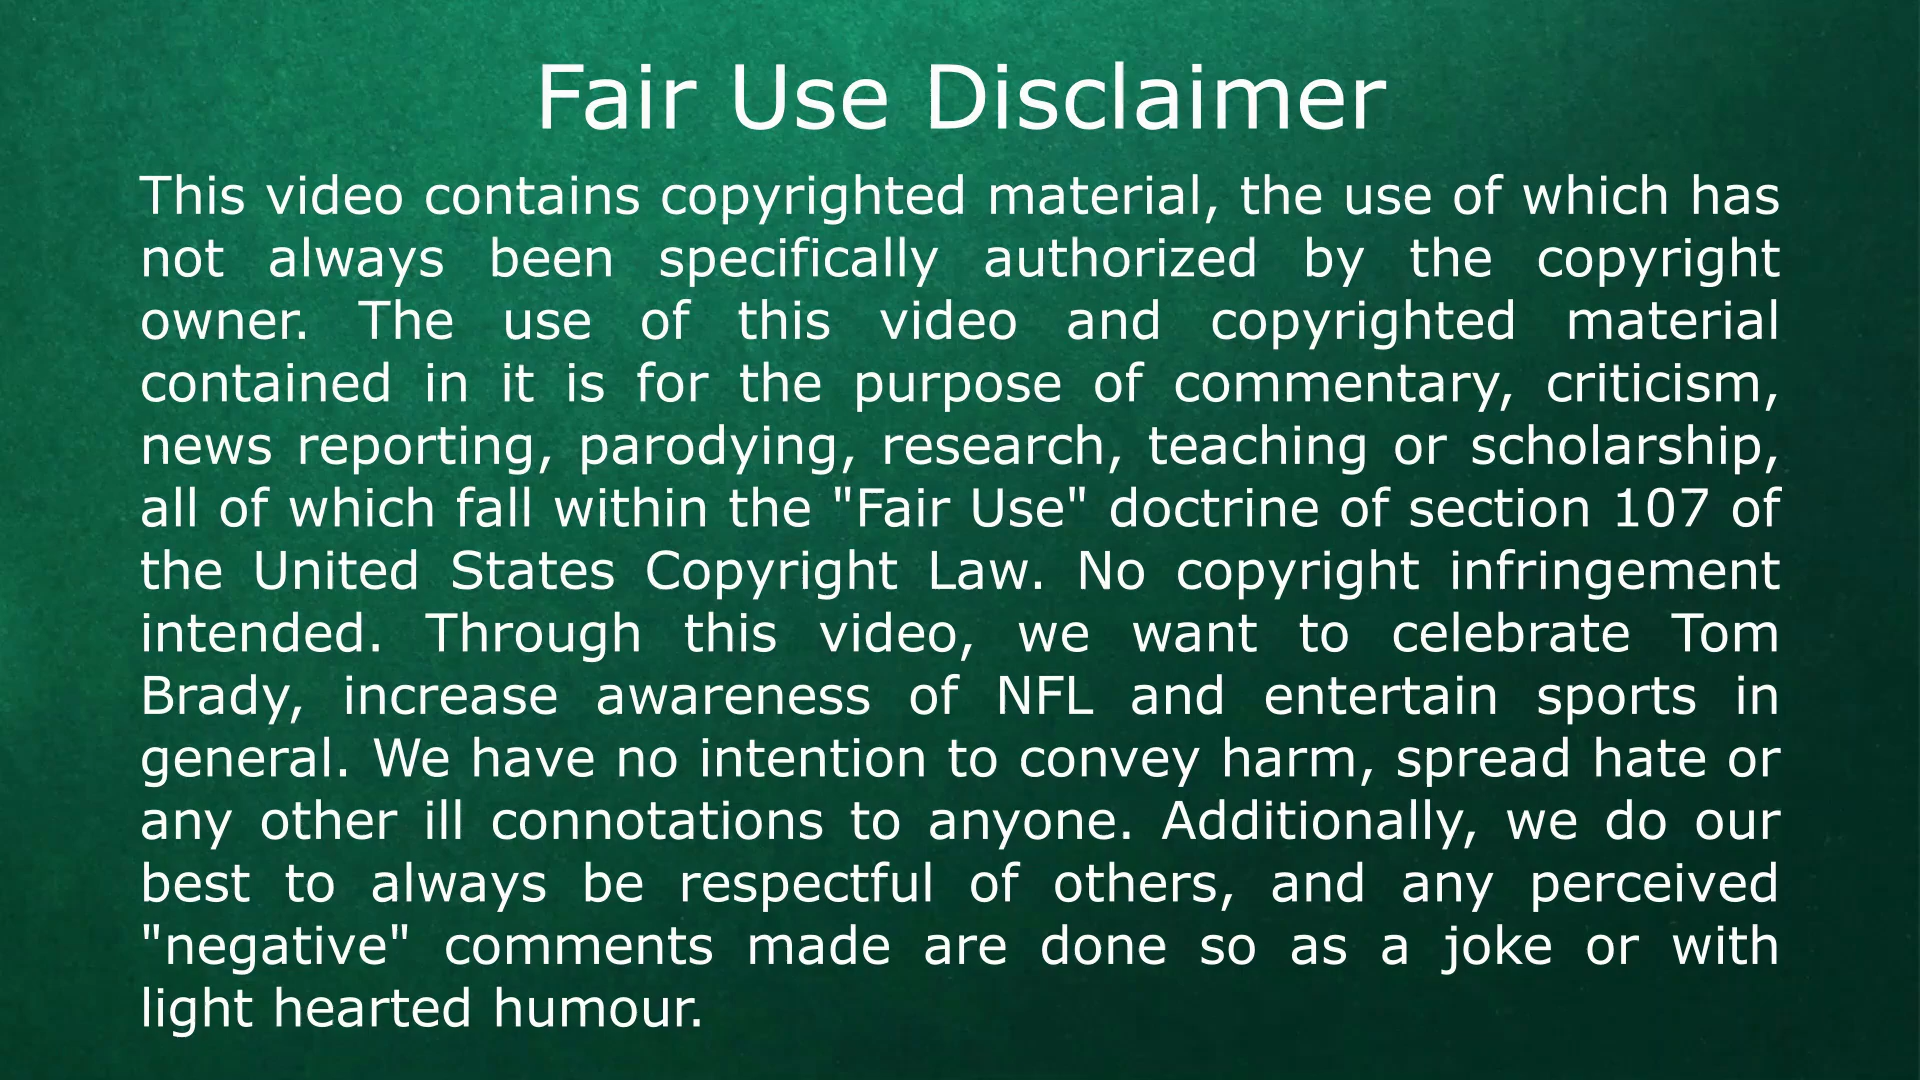 Fair Use Disclaimer
This video contains copyrighted material, the use of which has
not always been specifically authorized by the copyright
owner. The use of this video and copyrighted material
contained in it is for the purpose of commentary, criticism,
news reporting, parodying, research, teaching or scholarship,
all of which fall within the "Fair Use" doctrine of section 107 of
the United States Copyright Law. No copyright infringement
intended. Through this video, we want to celebrate Tom
Brady, increase awareness of NFL and entertain sports in
general. We have no intention to convey harm, spread hate or
any other ill connotations to anyone. Additionally, we do our
best to always be respectful of others, and any perceived
"negative" comments made are done so as a joke or with
light hearted humour.